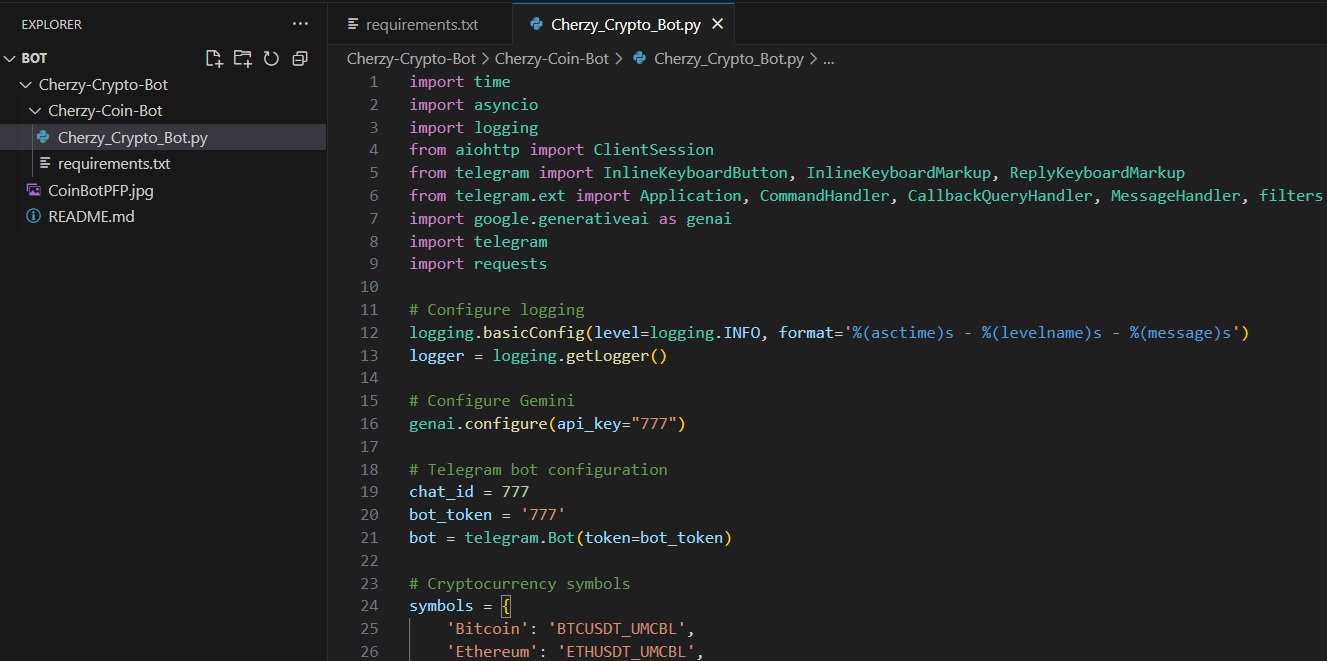 EXPLORER
...
BOT
Cherzy-Crypto-Bot
Cherzy-Coin-Bot
Cherzy_Crypto_Bot.py
requirements.txt
CoinBotPFP.jpg
README.md
requirements.txt
Cherzy_Crypto_Bot.py
Cherzy-Crypto-Bot > Cherzy-Coin-Bot > Cherzy_Crypto_Bot.py > ...
1 import time
2 import asyncio
3 import logging
4 from aiohttp import ClientSession
5 from telegram import InlineKeyboardButton, InlineKeyboardMarkup, ReplyKeyboardMarkup
6 from telegram.ext import Application, CommandHandler, CallbackQueryHandler, MessageHandler, filters
7 import google.generativeai as genai
8 import telegram
9 import requests
10
11 # Configure logging
12 logging.basicConfig(level=logging.INFO, format='%(asctime)s - %(levelname)s - %(message)s')
13 logger = logging.getLogger()
14
15 # Configure Gemini
16 genai.configure(api_key="777")
17
18 # Telegram bot configuration
19 chat_id = 777
20 bot_token = '777'
21 bot = telegram.Bot(token=bot_token)
22
23 # Cryptocurrency symbols
24 symbols = {
25 'Bitcoin': 'BTCUSDT_UMCBL',
26 'Ethereum': 'ETHUSDT_UMCBL',